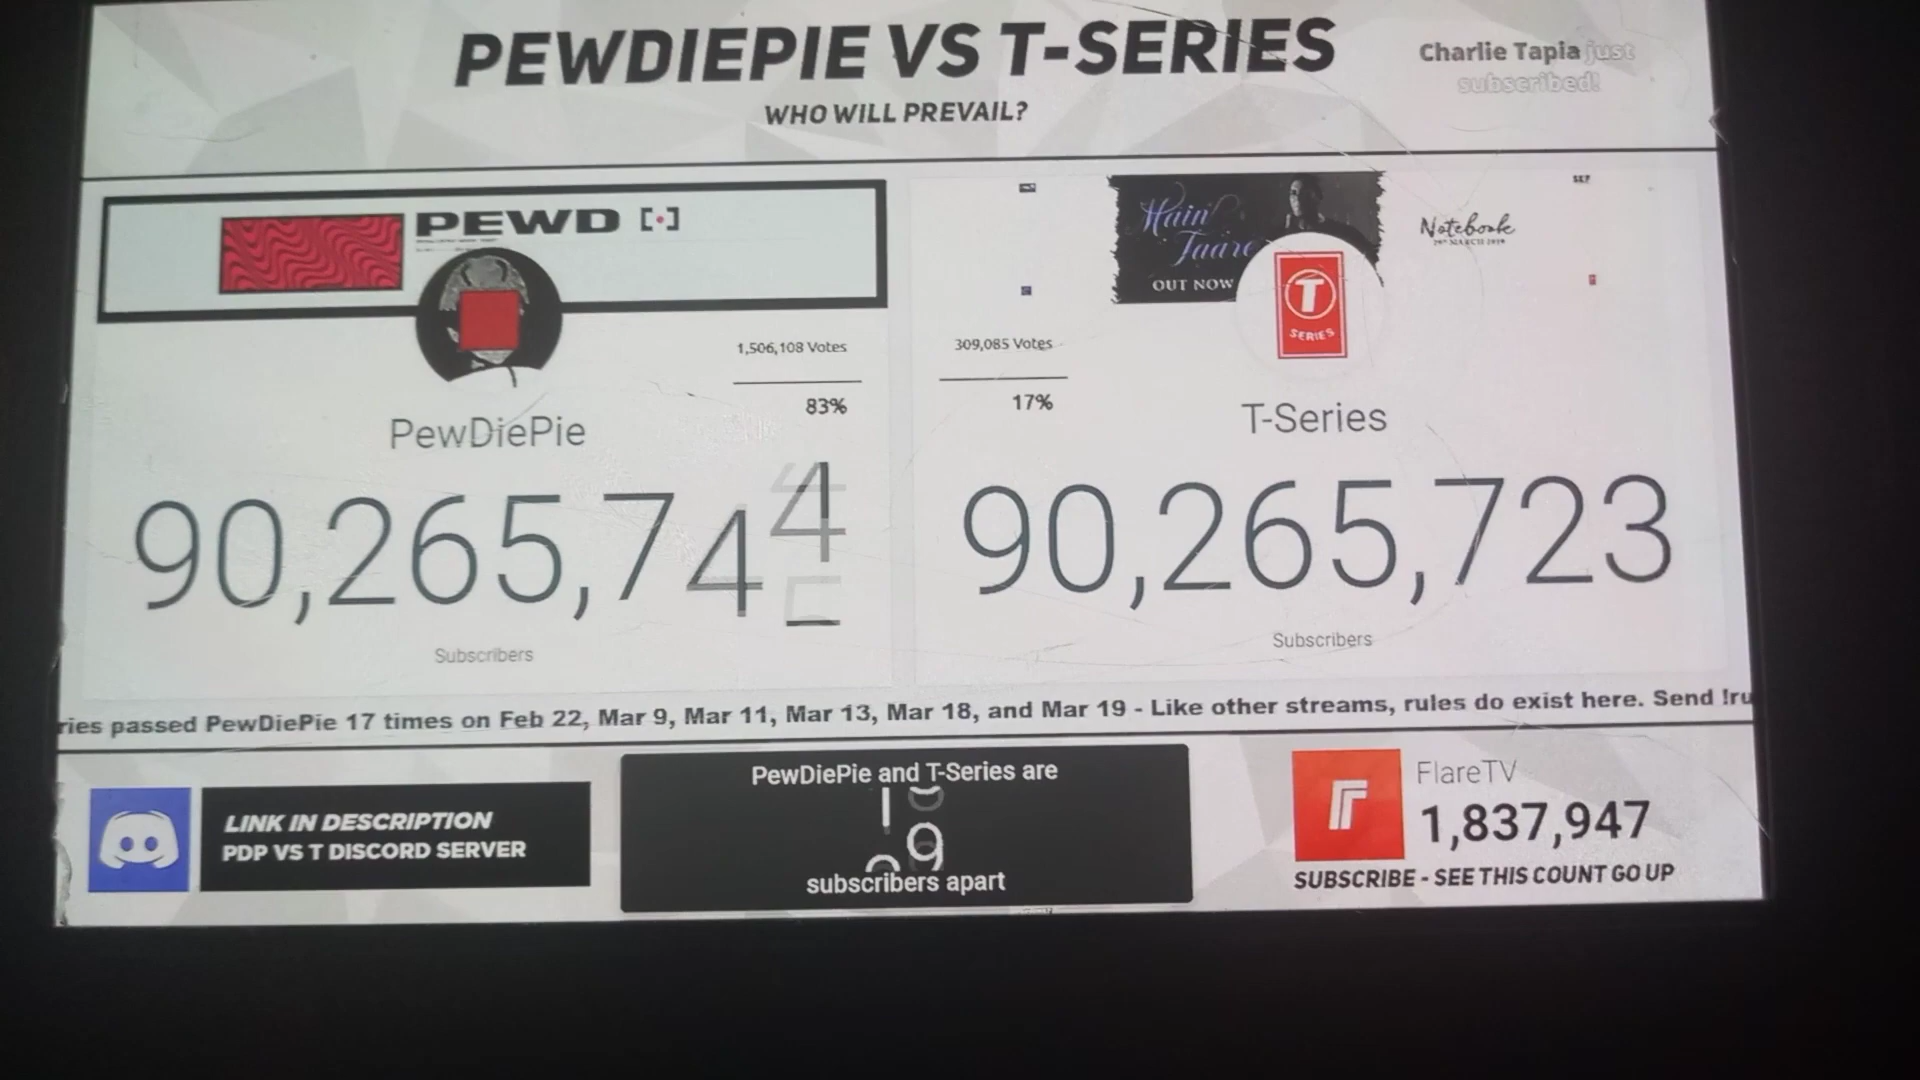 PEWDIEPIE VS T-SERIES
WHO WILL PREVAIL?
Charlie Tapia just
subscribed!
PEWD
1,506,108 Votes
83%
PewDiePie
90,265,744
Subscribers
Main
Taare
OUT NOW
Notebook
T
SERIES
309,085 Votes
17%
T-Series
90,265,723
Subscribers
ries passed PewDiePie 17 times on Feb 22, Mar 9, Mar 11, Mar 13, Mar 18, and Mar 19 - Like other streams, rules do exist here. Send !ru
LINK IN DESCRIPTION
PDP VS T DISCORD SERVER
PewDiePie and T-Series are
subscribers apart
FlareTV
1,837,947
SUBSCRIBE - SEE THIS COUNT GO UP